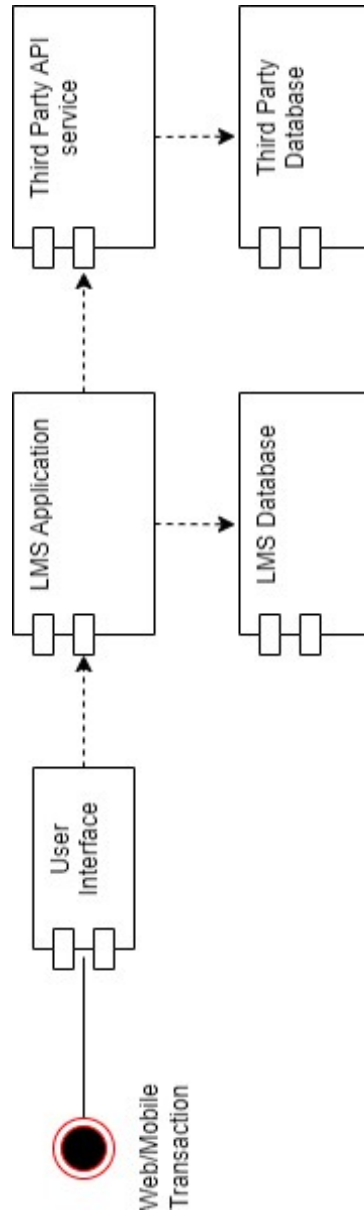 Web/Mobile
Transaction
User
Interface
LMS Application
LMS Database
Third Party API
service
Third Party
Database